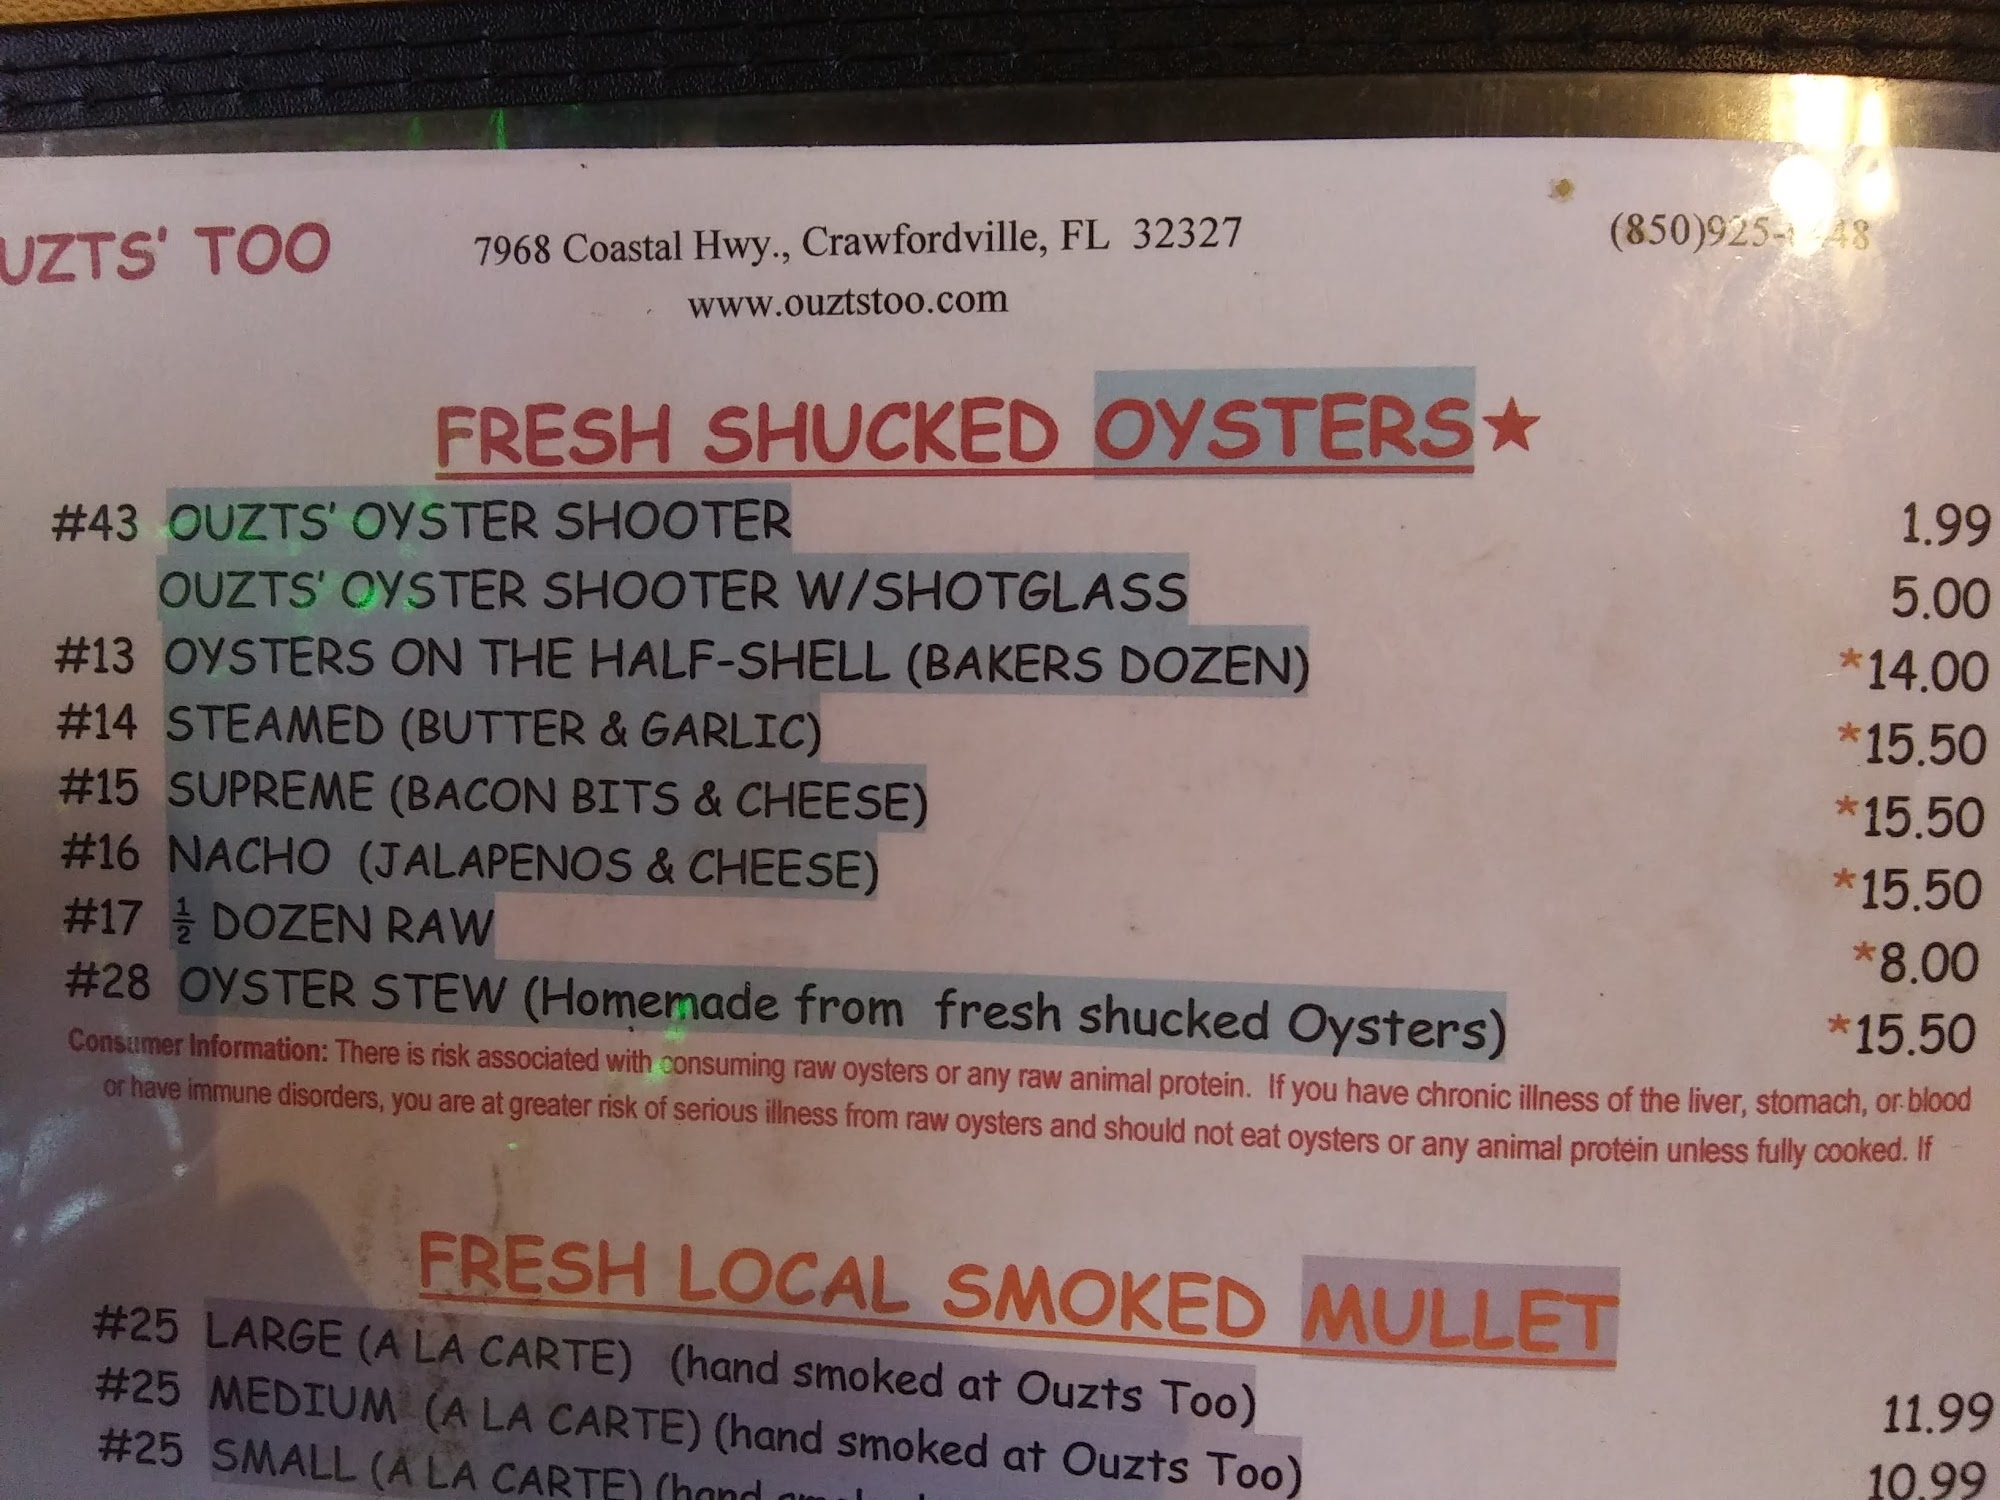 UZTS' TOO 7968 Coastal Hwy., Crawfordville, FL 32327 (850)925-
www.ouztstoo.com
FRESH SHUCKED OYSTERS★
#43 OUZTS' OYSTER SHOOTER 1.99
OUZTS' OYSTER SHOOTER W/SHOTGLASS 5.00
#13 OYSTERS ON THE HALF-SHELL (BAKERS DOZEN) *14.00
#14 STEAMED (BUTTER & GARLIC) *15.50
#15 SUPREME (BACON BITS & CHEESE) *15.50
#16 NACHO (JALAPENOS & CHEESE) *15.50
#17 ½ DOZEN RAW *8.00
#28 OYSTER STEW (Homemade from fresh shucked Oysters) *15.50
Consumer Information: There is risk associated with consuming raw oysters or any raw animal protein. If you have chronic illness of the liver, stomach, or blood
or have immune disorders, you are at greater risk of serious illness from raw oysters and should not eat oysters or any animal protein unless fully cooked. If
FRESH LOCAL SMOKED MULLET
#25 LARGE (A LA CARTE) (hand smoked at Ouzts Too) 11.99
#25 MEDIUM (A LA CARTE) (hand smoked at Ouzts Too) 10.99
#25 SMALL (A LA CARTE) (hand